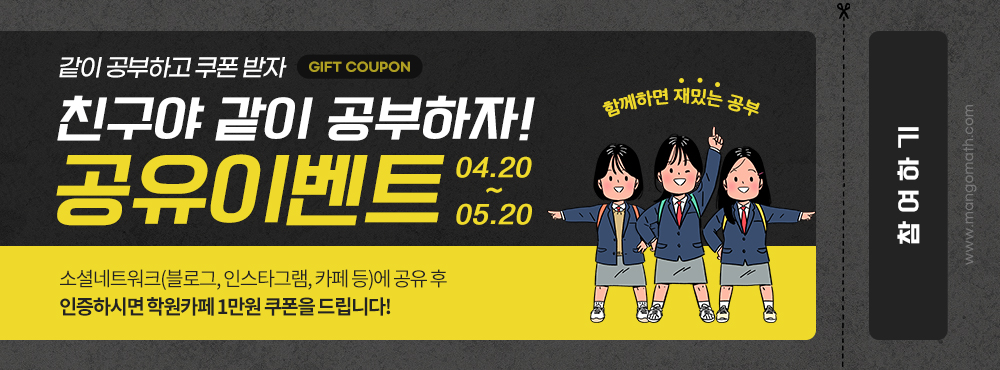 같이 공부하고 쿠폰 받자 GIFT COUPON
친구야 같이 공부하자!
공유이벤트
04.20
~
05.20
소셜네트워크(블로그, 인스타그램, 카페 등)에 공유 후
인증하시면 학원카페 1만원 쿠폰을 드립니다!
함께하면 재밌는 공부
참여하기
www.mangomath.com